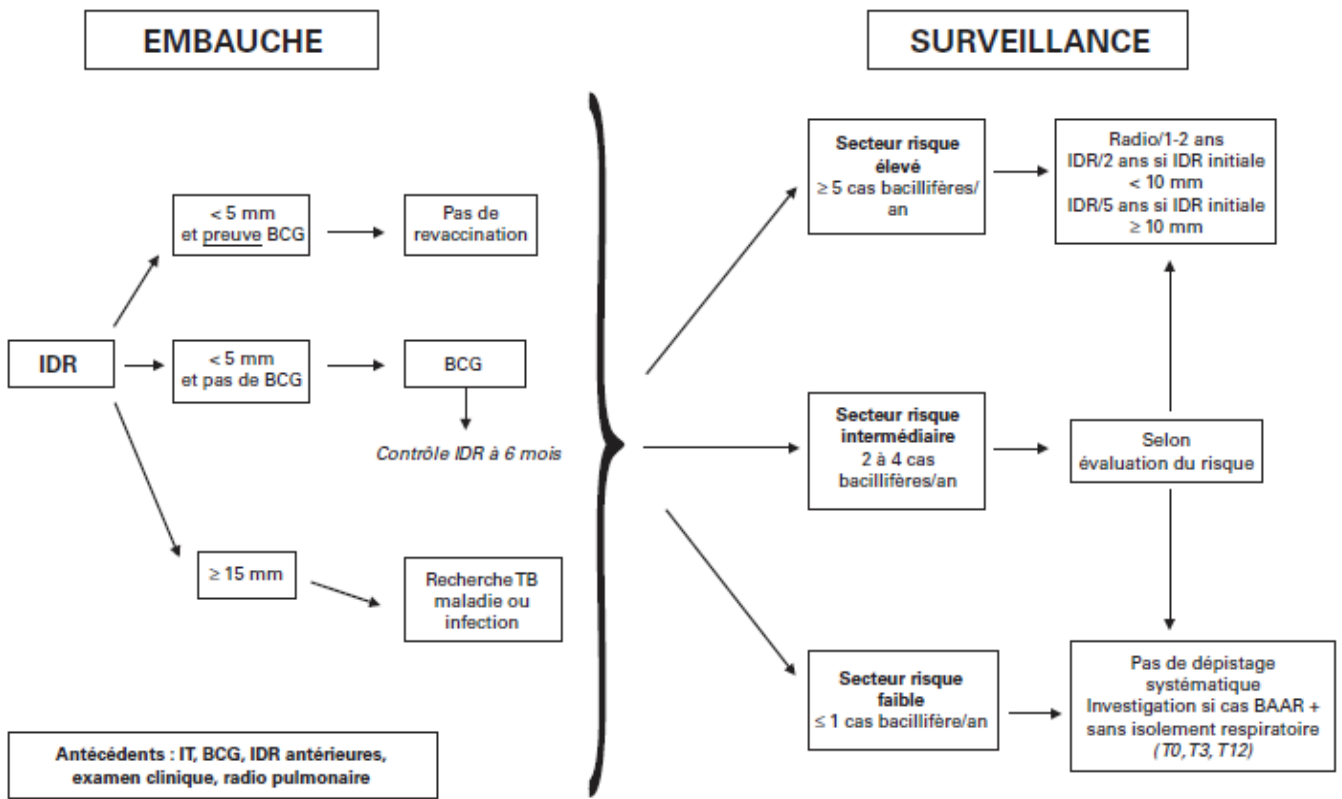 EMBAUCHE
< 5 mm
et preuve BCG
Pas de
revaccination
IDR
< 5 mm
et pas de BCG
BCG
Contrôle IDR à 6 mois
≥ 15 mm
Recherche TB
maladie ou
infection
Antécédents : IT, BCG, IDR antérieures,
examen clinique, radio pulmonaire
SURVEILLANCE
Secteur risque
élevé
≥ 5 cas bacillifères/
an
Radio/1-2 ans
IDR/2 ans si IDR initiale
< 10 mm
IDR/5 ans si IDR initiale
≥ 10 mm
Secteur risque
intermédiaire
2 à 4 cas
bacillifères/an
Selon
évaluation du risque
Secteur risque
faible
≤ 1 cas bacillifère/an
Pas de dépistage
systématique
Investigation si cas BAAR +
sans isolement respiratoire
(T0, T3, T12)